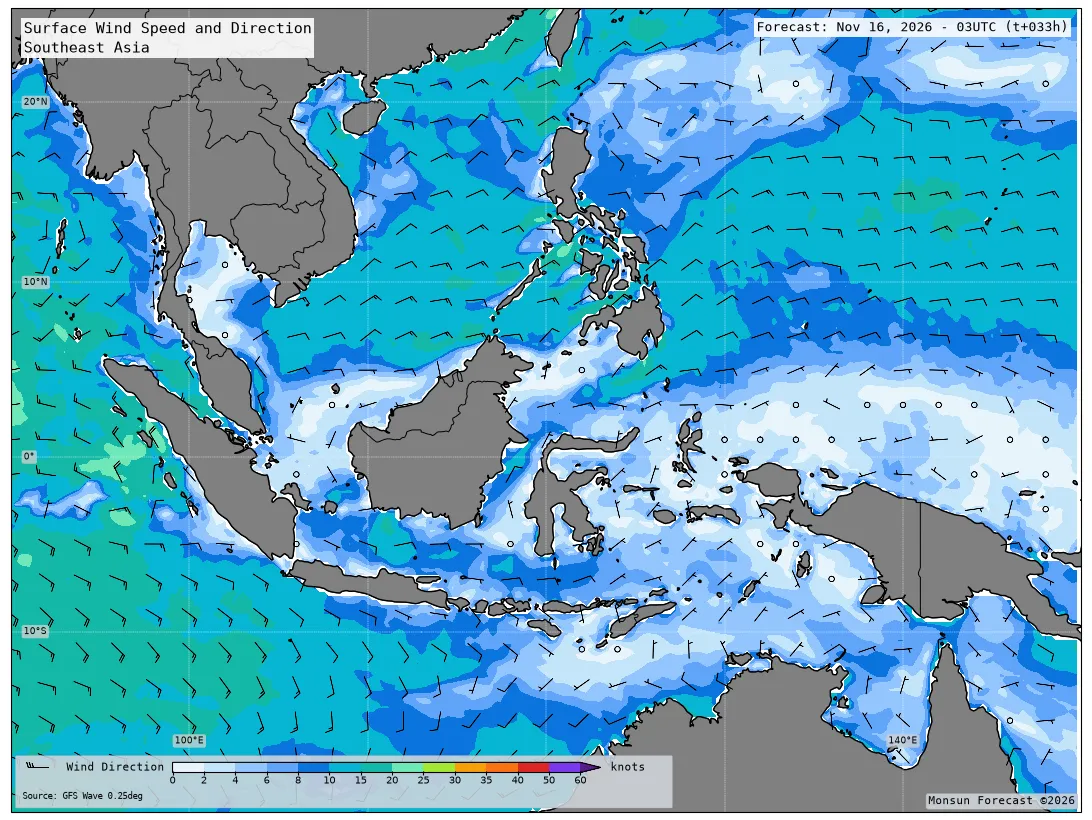 Surface Wind Speed and Direction
Southeast Asia
Forecast: Nov 16, 2026 - 03UTC (t+033h)
20°N
10°N
0°
10°S
100°E
140°E
Wind Direction
0 2 4 6 8 10 15 20 25 30 35 40 50 60
knots
Source: GFS Wave 0.25deg
Monsun Forecast ©2026